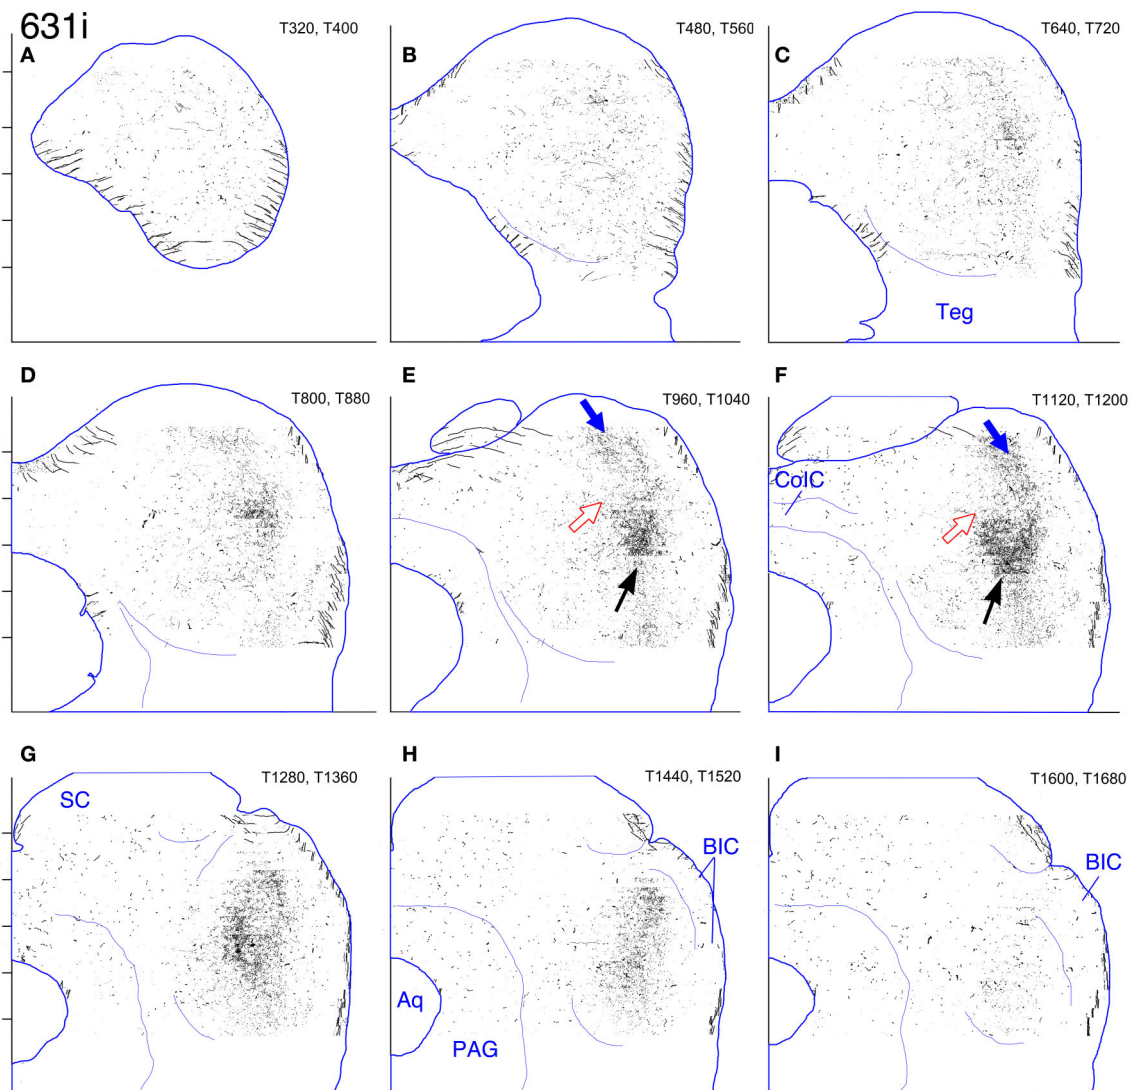 631i
A
T320, T400
B
T480, T560
C
T640, T720
Teg
D
T800, T880
E
T960, T1040
F
T1120, T1200
ColC
G
T1280, T1360
SC
H
T1440, T1520
BIC
Aq
PAG
I
T1600, T1680
BIC